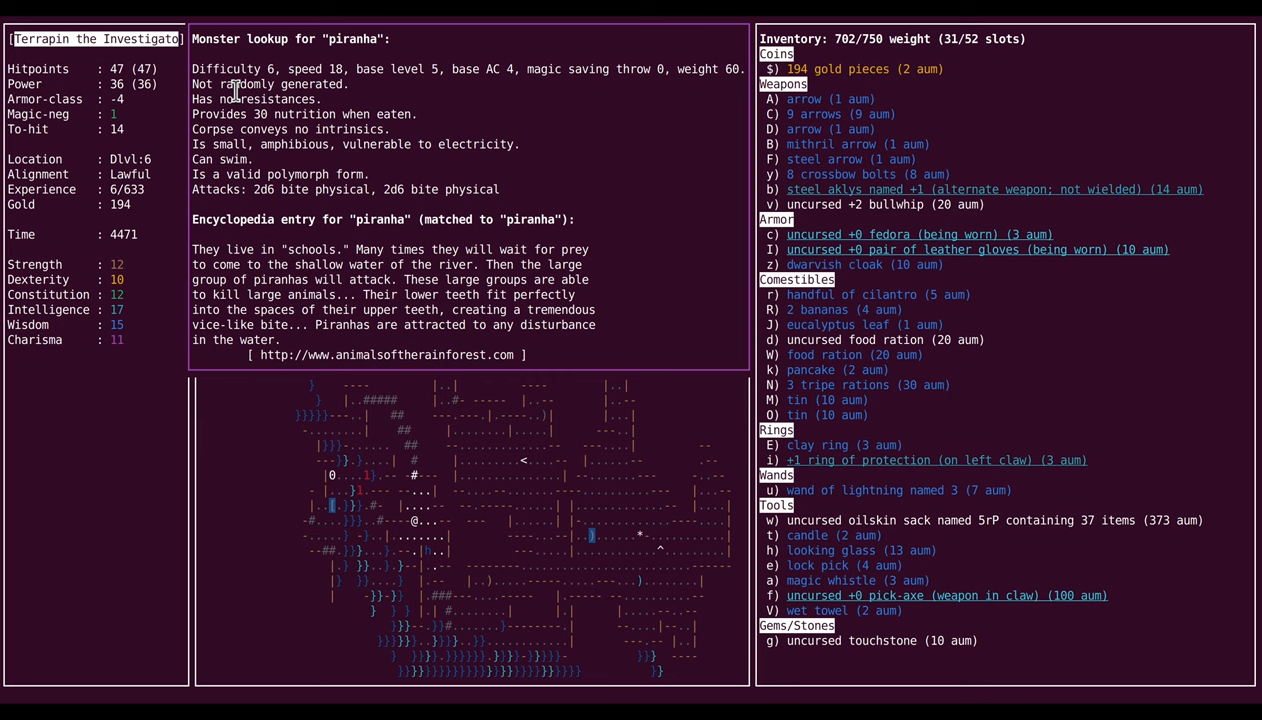 [Terrapin the Investigato]
Hitpoints : 47 (47)
Power : 36 (36)
Armor-class : -4
Magic-neg : 1
To-hit : 14
Location : Dlvl:6
Alignment : Lawful
Experience : 6/633
Gold : 194
Time : 4471
Strength : 12
Dexterity : 10
Constitution : 12
Intelligence : 17
Wisdom : 15
Charisma : 11
Monster lookup for "piranha":
Difficulty 6, speed 18, base level 5, base AC 4, magic saving throw 0, weight 60.
Not randomly generated.
Has no resistances.
Provides 30 nutrition when eaten.
Corpse conveys no intrinsics.
Is small, amphibious, vulnerable to electricity.
Can swim.
Is a valid polymorph form.
Attacks: 2d6 bite physical, 2d6 bite physical
Encyclopedia entry for "piranha" (matched to "piranha"):
They live in "schools." Many times they will wait for prey
to come to the shallow water of the river. Then the large
group of piranhas will attack. These large groups are able
to kill large animals... Their lower teeth fit perfectly
into the spaces of their upper teeth, creating a tremendous
vice-like bite... Piranhas are attracted to any disturbance
in the water.
[ http://www.animalsoftherainforest.com ]
Inventory: 702/750 weight (31/52 slots)
Coins
$) 194 gold pieces (2 aum)
Weapons
A) arrow (1 aum)
C) 9 arrows (9 aum)
D) arrow (1 aum)
B) mithril arrow (1 aum)
F) steel arrow (1 aum)
y) 8 crossbow bolts (8 aum)
b) steel aklys named +1 (alternate weapon; not wielded) (14 aum)
v) uncursed +2 bullwhip (20 aum)
Armor
c) uncursed +0 fedora (being worn) (3 aum)
I) uncursed +0 pair of leather gloves (being worn) (10 aum)
z) dwarvish cloak (10 aum)
Comestibles
r) handful of cilantro (5 aum)
R) 2 bananas (4 aum)
J) eucalyptus leaf (1 aum)
d) uncursed food ration (20 aum)
W) food ration (20 aum)
k) pancake (2 aum)
N) 3 tripe rations (30 aum)
M) tin (10 aum)
O) tin (10 aum)
Rings
E) clay ring (3 aum)
i) +1 ring of protection (on left claw) (3 aum)
Wands
u) wand of lightning named 3 (7 aum)
Tools
w) uncursed oilskin sack named 5rP containing 37 items (373 aum)
t) candle (2 aum)
h) looking glass (13 aum)
e) lock pick (4 aum)
a) magic whistle (3 aum)
f) uncursed +0 pick-axe (weapon in claw) (100 aum)
V) wet towel (2 aum)
Gems/Stones
g) uncursed touchstone (10 aum)